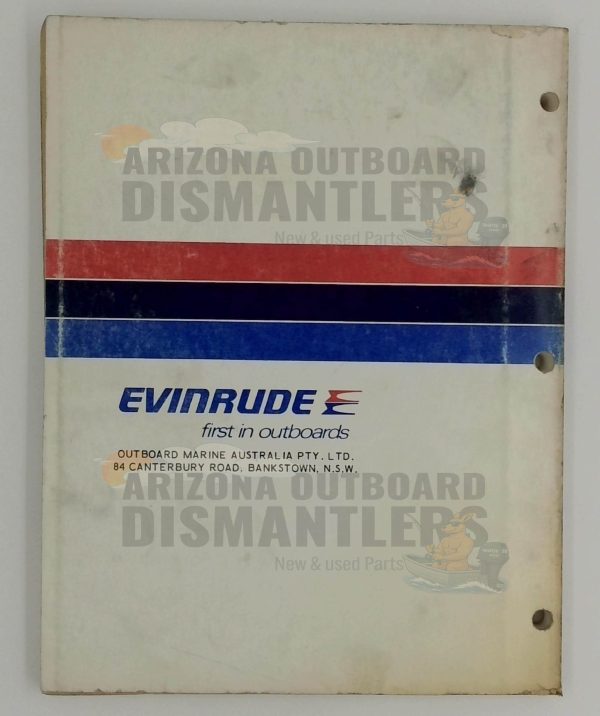 ARIZONA OUTBOARD
DISMANTLERS
New & used Parts
EVINRUDE
first in outboards
OUTBOARD MARINE AUSTRALIA PTY. LTD.
84 CANTERBURY ROAD, BANKSTOWN, N.S.W.
ARIZONA OUTBOARD
DISMANTLERS
New & used Parts